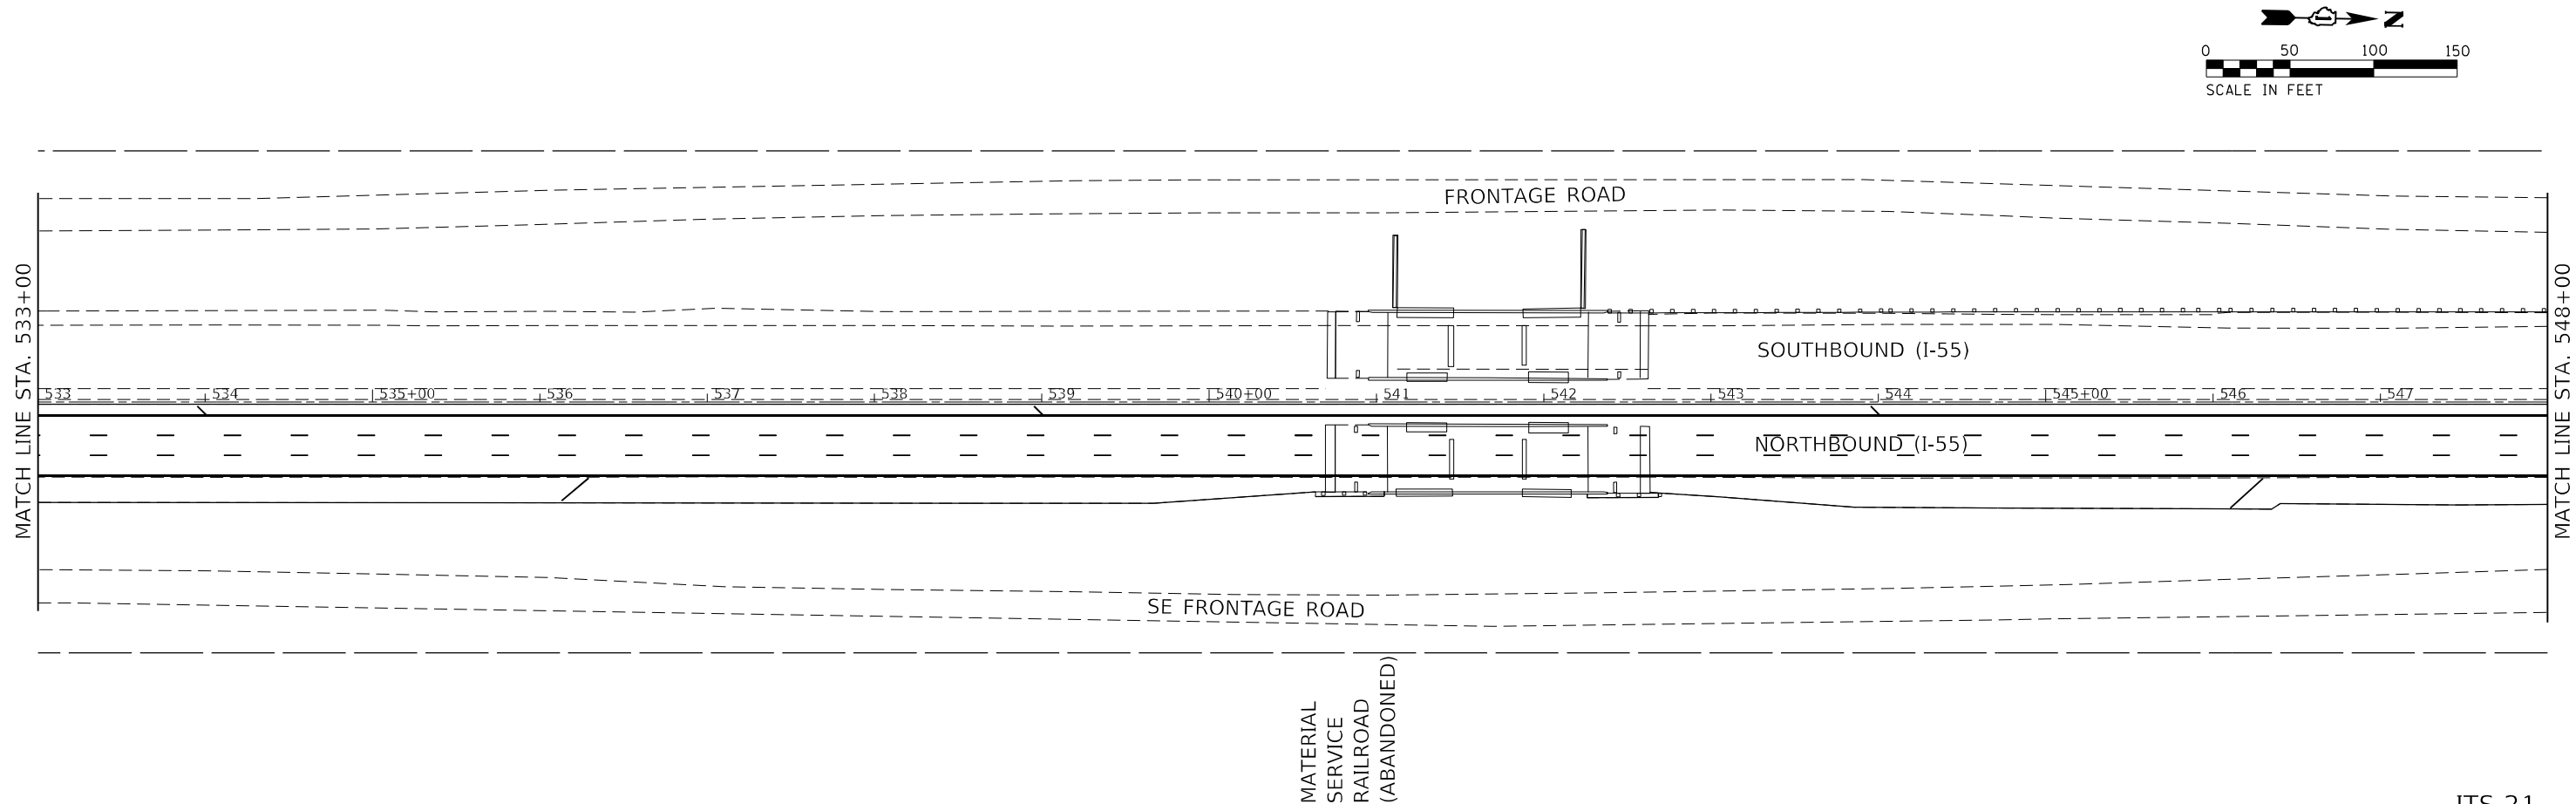 N
0 50 100 150
SCALE IN FEET
FRONTAGE ROAD
MATCH LINE STA. 533+00
MATCH LINE STA. 548+00
SOUTHBOUND (I-55)
533 534 535+00 536 537 538 539 540+00 541 542 543 544 545+00 546 547
NORTHBOUND (I-55)
SE FRONTAGE ROAD
MATERIAL
SERVICE
RAILROAD
(ABANDONED)